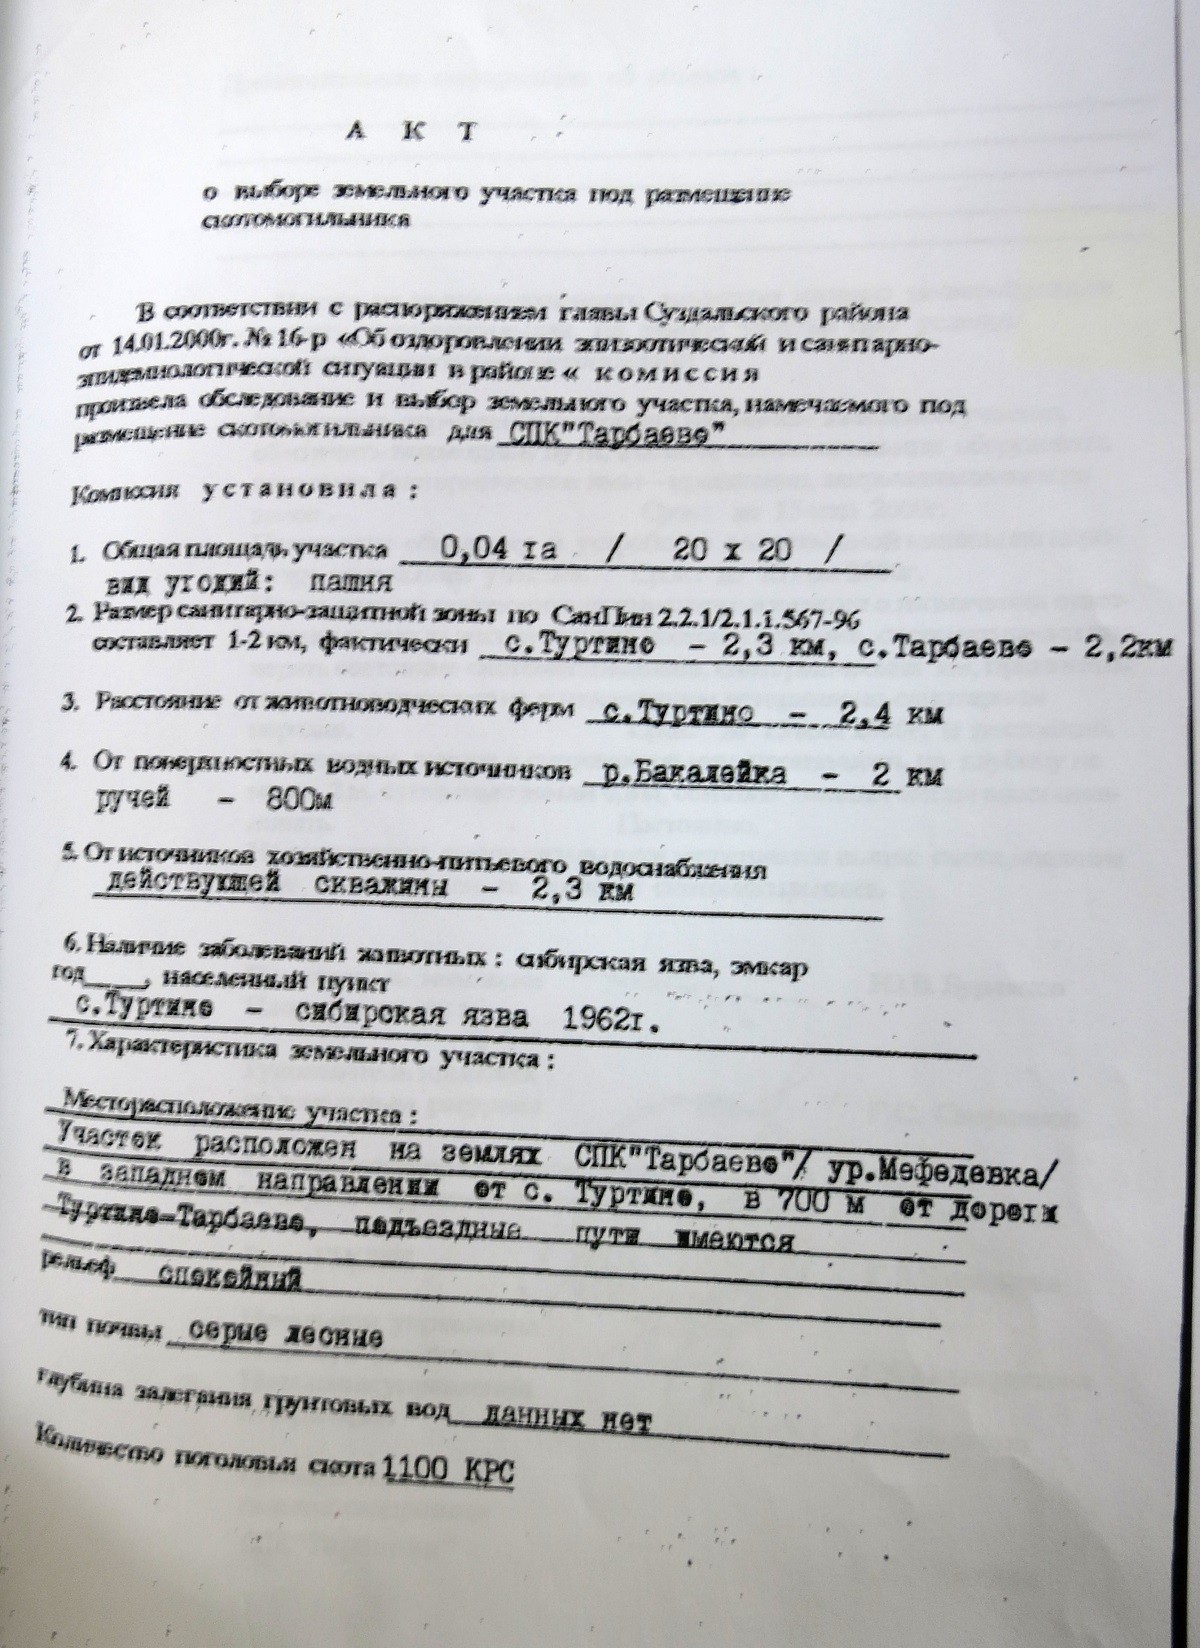 А К Т
о выборе земельного участка под размещение
скотомогильника
В соответствии с распоряжением главы Суздальского района
от 14.01.2000г. № 16-р «Об оздоровлении эпизоотической и санитарно-
эпидемиологической ситуации в районе « комиссия
произвела обследование и выбор земельного участка, намечаемого под
размещение скотомогильника для СПК"Тарбаево"
Комиссия установила :
1. Общая площадь участка 0,04 га / 20 х 20 /
вид угодий: пашня
2. Размер санитарно-защитной зоны по СанПин 2.2.1/2.1.1.567-96
составляет 1-2 км, фактически с.Туртино – 2,3 км, с.Тарбаево – 2,2км
3. Расстояние от животноводческих ферм с.Туртино – 2,4 км
4. От поверхностных водных источников р.Бакалейка – 2 км
ручей – 800м
5. От источников хозяйственно-питьевого водоснабжения
действующей скважины – 2,3 км
6. Наличие заболеваний животных : сибирская язва, эмкар
год____, населенный пункт
с.Туртино – сибирская язва 1962г.
7. Характеристика земельного участка :
Месторасположение участка :
Участок расположен на землях СПК"Тарбаево"/ ур.Мефедевка/
в западном направлении от с. Туртино, в 700 м от дороги
Туртино-Тарбаево, подъездные пути имеются
рельеф спокойный
тип почвы серые лесные
глубина залегания грунтовых вод данных нет
Количество поголовья скота 1100 КРС